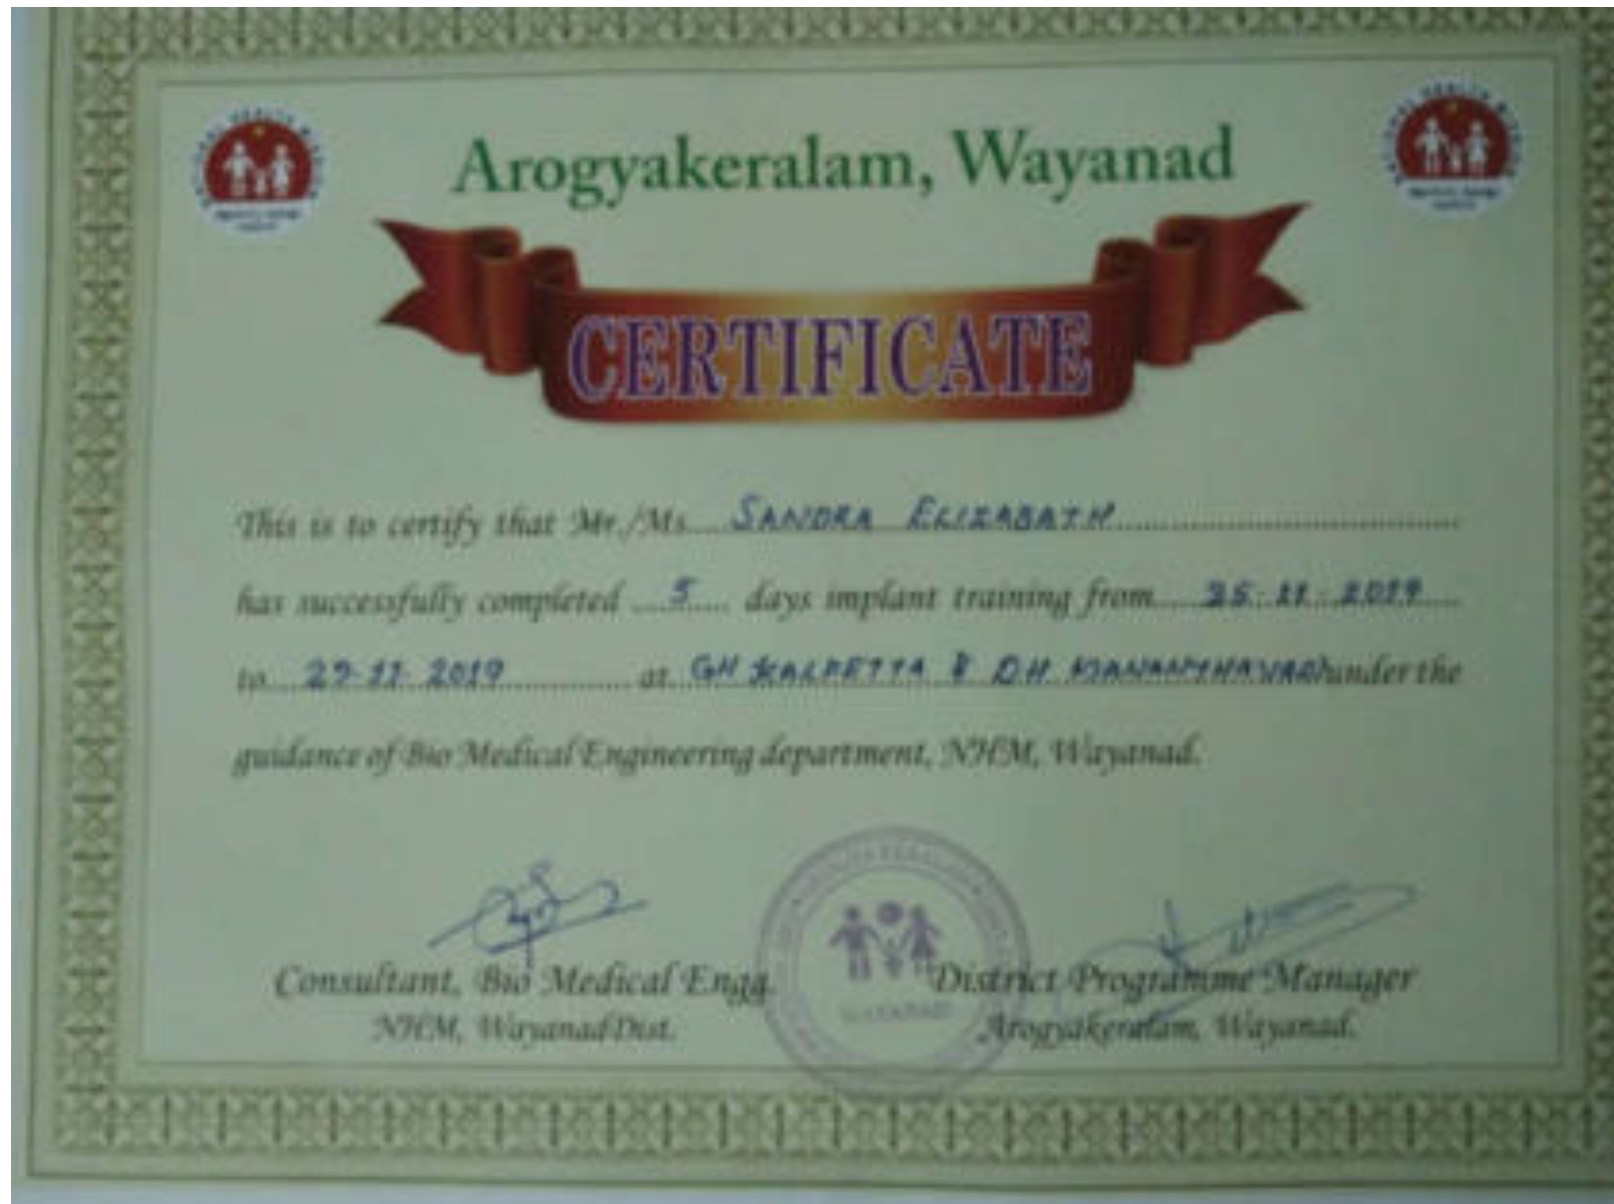 Arogyakeralam, Wayanad
CERTIFICATE
This is to certify that Mr./Ms. SANDRA ELIZABATH
has successfully completed 5 days implant training from 25-11-2019
to 29-11-2019 at GH KALPETTA & DH MANANTHAVADI under the
guidance of Bio Medical Engineering department, NHM, Wayanad.
Consultant, Bio Medical Engg.
NHM, Wayanad Dist.
WAYANAD
District Programme Manager
Arogyakeralam, Wayanad.